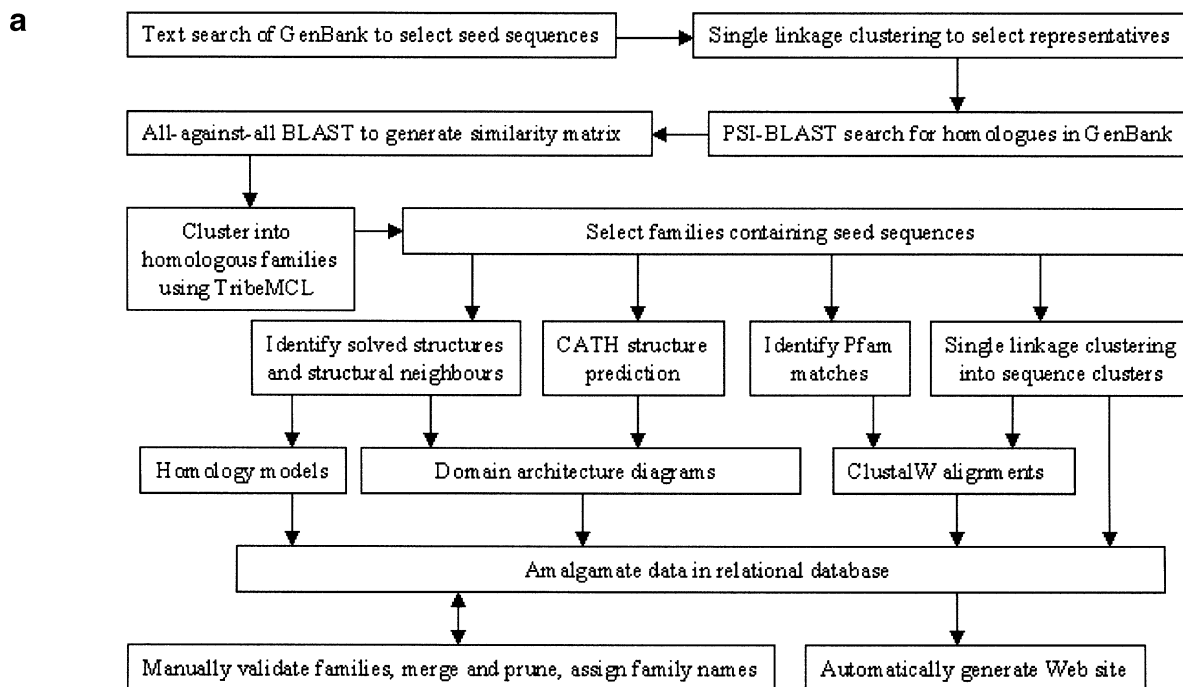 a
Text search of GenBank to select seed sequences
Single linkage clustering to select representatives
All-against-all BLAST to generate similarity matrix
PSI-BLAST search for homologues in GenBank
Cluster into
homologous families
using TribeMCL
Select families containing seed sequences
Identify solved structures
and structural neighbours
CATH structure
prediction
Identify Pfam
matches
Single linkage clustering
into sequence clusters
Homology models
Domain architecture diagrams
ClustalW alignments
Amalgamate data in relational database
Manually validate families, merge and prune, assign family names
Automatically generate Web site